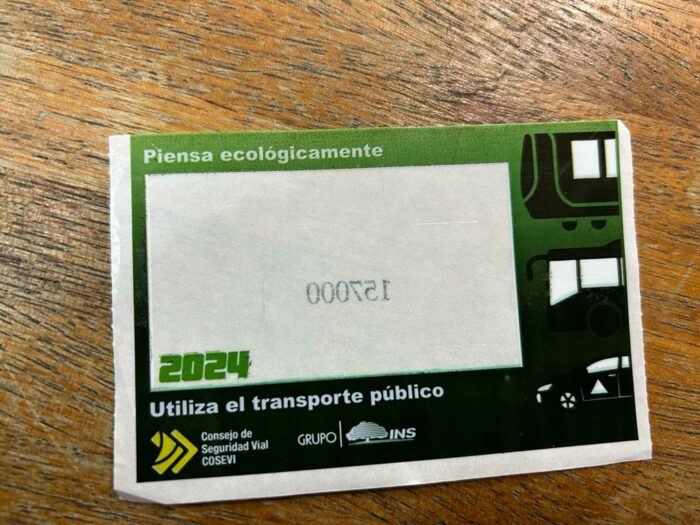 Piensa ecológicamente
157000
2024
Utiliza el transporte público
Consejo de
Seguridad Vial
COSEVI
GRUPO INS